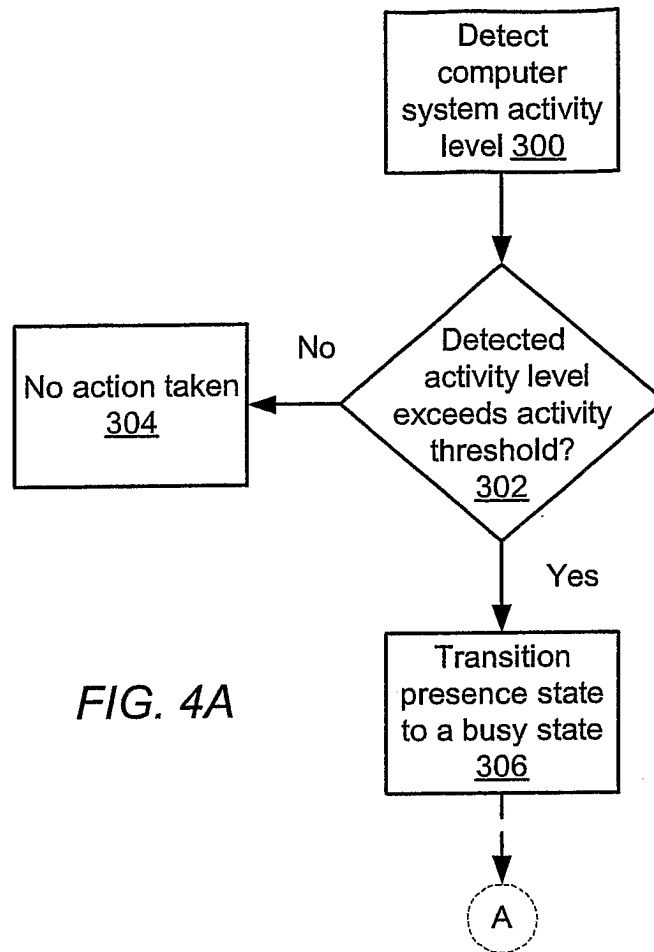 Detect
computer
system activity
level 300
No
Detected
activity level
exceeds activity
threshold?
302
No action taken
304
Yes
Transition
presence state
to a busy state
306
FIG. 4A
A